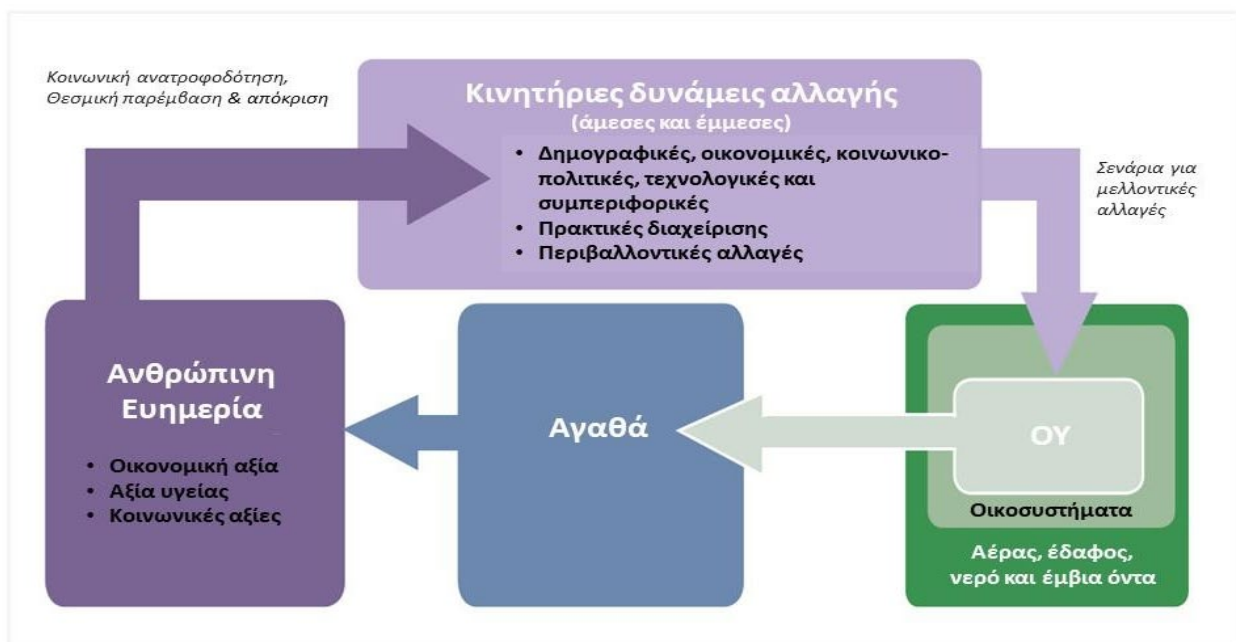 Κοινωνική ανατροφοδότηση,
Θεσμική παρέμβαση & απόκριση
Κινητήριες δυνάμεις αλλαγής
(άμεσες και έμμεσες)
• Δημογραφικές, οικονομικές, κοινωνικο-
πολιτικές, τεχνολογικές και
συμπεριφορικές
• Πρακτικές διαχείρισης
• Περιβαλλοντικές αλλαγές
Σενάρια για
μελλοντικές
αλλαγές
Ανθρώπινη
Ευημερία
• Οικονομική αξία
• Αξία υγείας
• Κοινωνικές αξίες
Αγαθά
ΟΥ
Οικοσυστήματα
Αέρας, έδαφος,
νερό και έμβια όντα